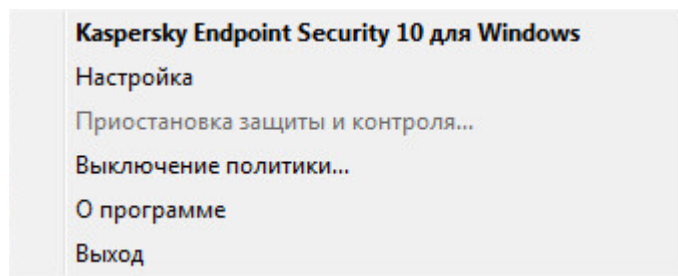 Kaspersky Endpoint Security 10 для Windows
Настройка
Приостановка защиты и контроля...
Выключение политики...
О программе
Выход